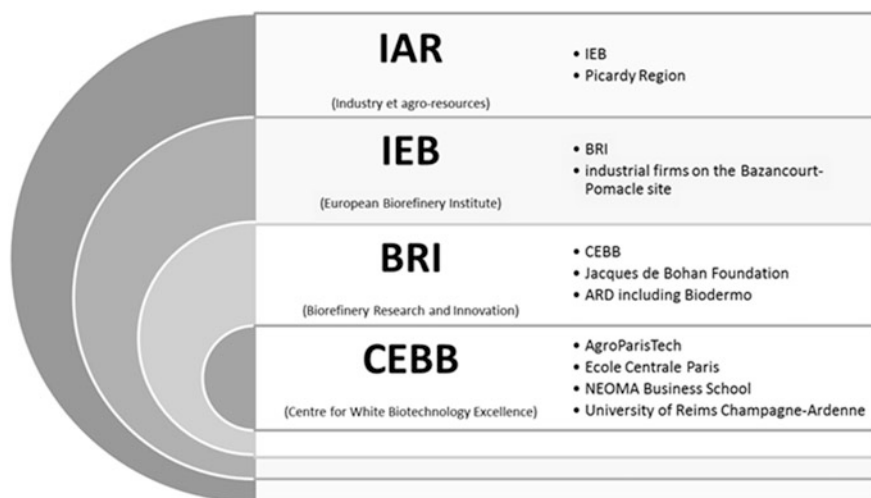 IAR
(Industry et agro-resources)
• IEB
• Picardy Region
IEB
(European Biorefinery Institute)
• BRI
• industrial firms on the Bazancourt-
Pomacle site
BRI
(Biorefinery Research and Innovation)
• CEBB
• Jacques de Bohan Foundation
• ARD including Biodermo
CEBB
(Centre for White Biotechnology Excellence)
• AgroParisTech
• Ecole Centrale Paris
• NEOMA Business School
• University of Reims Champagne-Ardenne